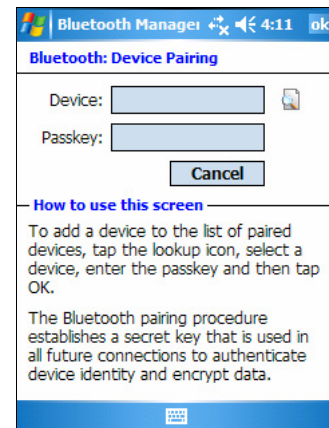 Bluetooth Manager 4:11 ok
Bluetooth: Device Pairing
Device:
Passkey:
Cancel
How to use this screen
To add a device to the list of paired
devices, tap the lookup icon, select a
device, enter the passkey and then tap
OK.
The Bluetooth pairing procedure
establishes a secret key that is used in
all future connections to authenticate
device identity and encrypt data.